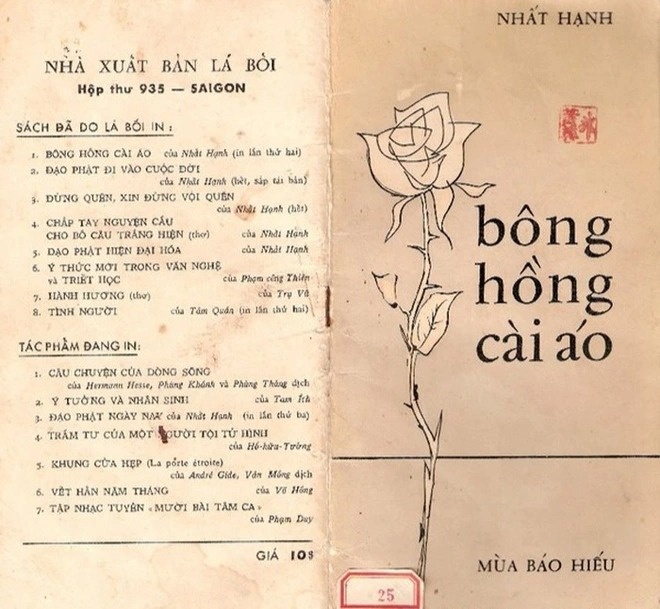 NHÀ XUẤT BẢN LÁ BỐI
Hộp thư 935 — SAIGON
SÁCH ĐÃ DO LÁ BỐI IN :
1. BÔNG HỒNG CÀI ÁO của Nhất Hạnh (in lần thứ hai)
2. ĐẠO PHẬT ĐI VÀO CUỘC ĐỜI
của Nhất Hạnh (hết, sắp tái bản)
3. ĐỪNG QUÊN, XIN ĐỪNG VỘI QUÊN
của Nhất Hạnh (hết)
4. CHẮP TAY NGUYỆN CẦU
CHO BỒ CÂU TRẮNG HIỆN (thơ) của Nhất Hạnh
5. ĐẠO PHẬT HIỆN ĐẠI HÓA của Nhất Hạnh
6. Ý THỨC MỚI TRONG VĂN NGHỆ
và TRIẾT HỌC của Phạm công Thiện
7. HÀNH HƯƠNG (thơ) của Trụ Vũ
8. TÌNH NGƯỜI của Tâm Quán (in lần thứ hai)
TÁC PHẨM ĐANG IN:
1. CÂU CHUYỆN CỦA DÒNG SÔNG
của Hermann Hesse, Phùng Khánh và Phùng Thăng dịch
2. Ý TƯỞNG VÀ NHÂN SINH của Tam Ích
3. ĐẠO PHẬT NGÀY NAY của Nhất Hạnh (in lần thứ ba)
4. TRẦM TƯ CỦA MỘT NGƯỜI TỘI TỬ HÌNH
của Hồ-hữu-Tường
5. KHUNG CỬA HẸP (La pôrte étroite)
của André Gide, Văn Mông dịch
6. VẾT HẰN NĂM THÁNG của Võ Hồng
7. TẬP NHẠC TUYỂN «MƯỜI BÀI TÂM CA»
của Phạm Duy
GIÁ 10$
NHẤT HẠNH
bông
hồng
cài áo
MÙA BÁO HIẾU
25